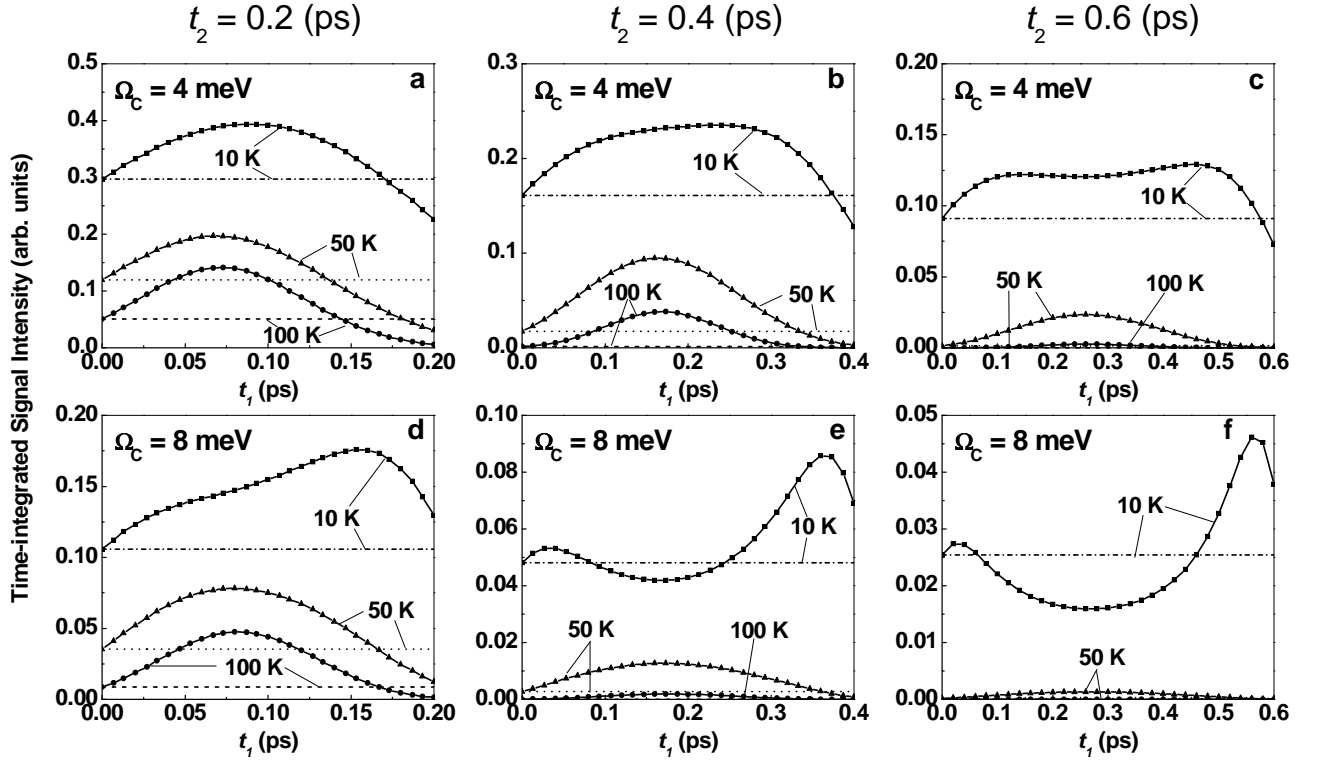 t2 = 0.2 (ps) t2 = 0.4 (ps) t2 = 0.6 (ps)
Time-integrated Signal Intensity (arb. units)
0.5
0.4
0.3
0.2
0.1
0.0
a
ΩC = 4 meV
10 K
50 K
100 K
0.00 0.05 0.10 0.15 0.20
t1 (ps)
0.3
0.2
0.1
0.0
b
ΩC = 4 meV
10 K
100 K
50 K
0.0 0.1 0.2 0.3 0.4
t1 (ps)
0.20
0.15
0.10
0.05
0.00
c
ΩC = 4 meV
10 K
50 K
100 K
0.0 0.1 0.2 0.3 0.4 0.5 0.6
t1 (ps)
0.20
0.15
0.10
0.05
0.00
d
ΩC = 8 meV
10 K
50 K
100 K
0.00 0.05 0.10 0.15 0.20
t1 (ps)
0.10
0.08
0.06
0.04
0.02
0.00
e
ΩC = 8 meV
10 K
50 K
100 K
0.0 0.1 0.2 0.3 0.4
t1 (ps)
0.05
0.04
0.03
0.02
0.01
0.00
f
ΩC = 8 meV
10 K
50 K
0.0 0.1 0.2 0.3 0.4 0.5 0.6
t1 (ps)